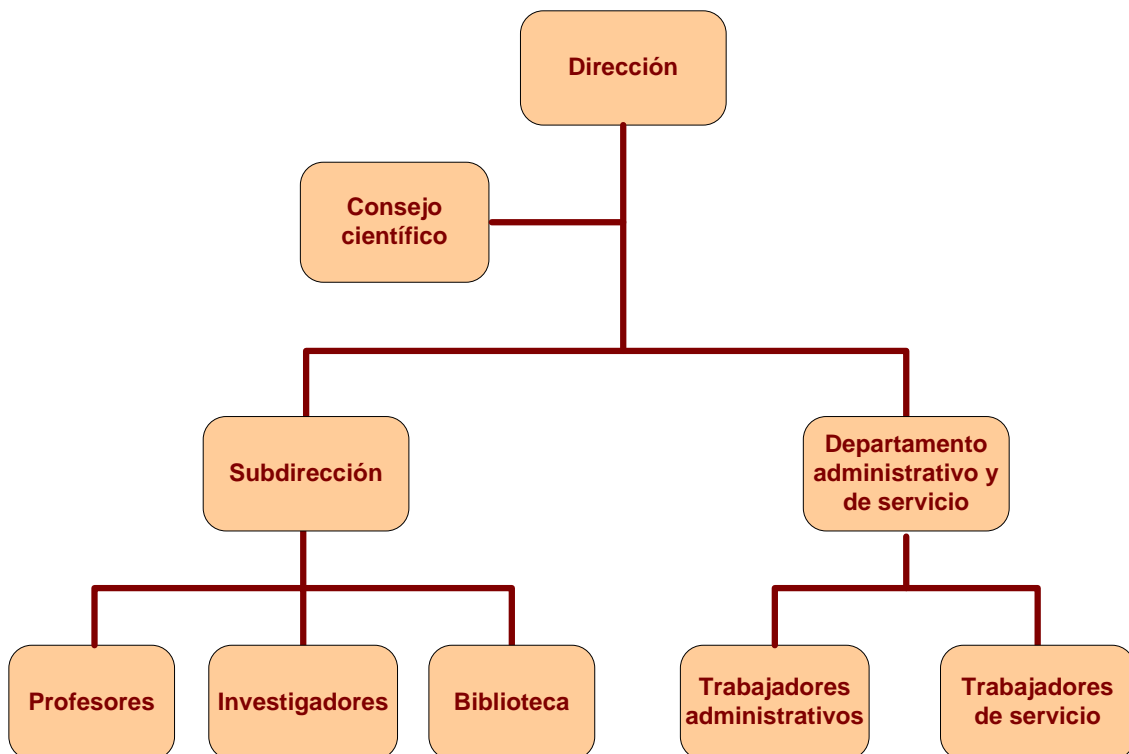 Dirección
Consejo
científico
Subdirección
Departamento
administrativo y
de servicio
Profesores
Investigadores
Biblioteca
Trabajadores
administrativos
Trabajadores
de servicio